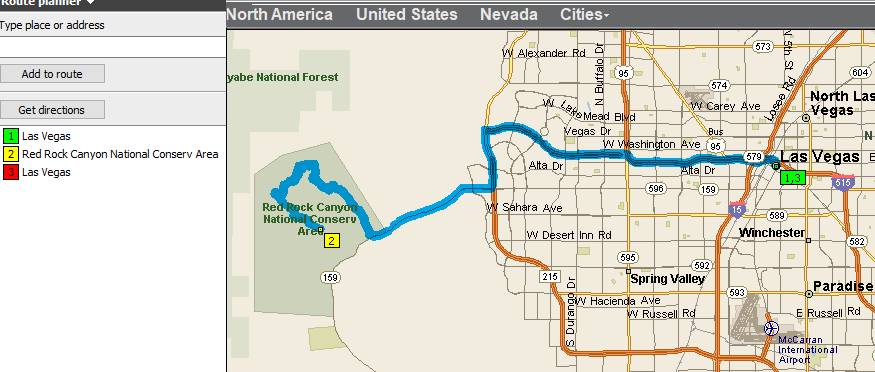 Route planner
North America United States Nevada Cities
Type place or address
Add to route
Get directions
1 Las Vegas
2 Red Rock Canyon National Conserv Area
3 Las Vegas
yabe National Forest
W Alexander Rd
N Buffalo Dr
N 5th St
573
95
574
604
Losee Rd
W Carey Ave
North Las
Vegas
W Lake Mead Blvd
Vegas Dr
Bus
95
W Washington Ave
N
579
Las Vegas
Alta Dr
Alta Dr
1,3
515
596
159
Red Rock Canyon
National Conserv
Area
2
W Sahara Ave
15
589
W Desert Inn Rd
Winchester
582
159
595
592
215
Spring Valley
593
Paradise
W Hacienda Ave
S Durango Dr
W Russell Rd
E Russell Rd
McCarran
International
Airport